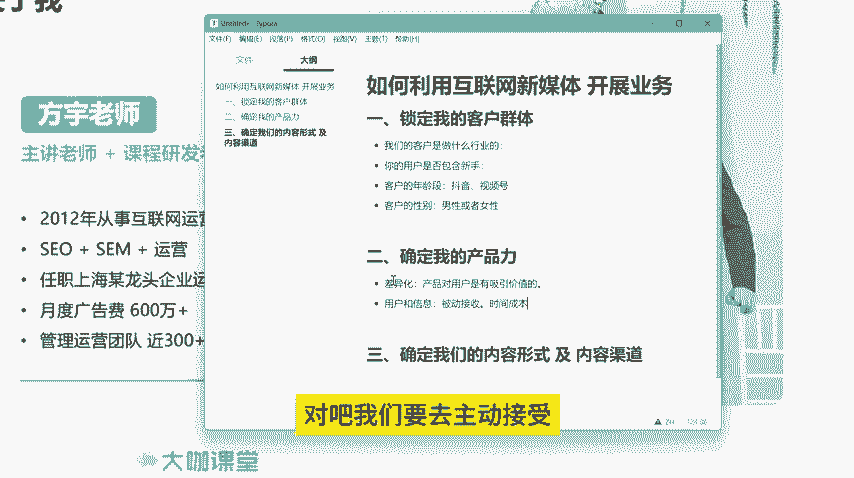 于我
Untitled - Typora
文件(F) 编辑(E) 段落(P) 格式(O) 视图(V) 主题(T) 帮助(H)
文件 大纲
如何利用互联网新媒体 开展业务
一、锁定我的客户群体
二、确定我的产品力
三、确定我们的内容形式 及
内容渠道
如何利用互联网新媒体 开展业务
一、锁定我的客户群体
我们的客户是做什么行业的:
你的用户是否包含新手:
客户的年龄段：抖音、视频号
客户的性别：男性或者女性
二、确定我的产品力
差异化：产品对用户是有吸引价值的。
用户和信息：被动接收。时间成本
三、确定我们的内容形式 及 内容渠道
方宇老师
主讲老师 + 课程研发
2012年从事互联网运营
SEO + SEM + 运营
任职上海某龙头企业运
月度广告费 600万+
管理运营团队 近300+
对吧我们要去主动接受
大咖课堂